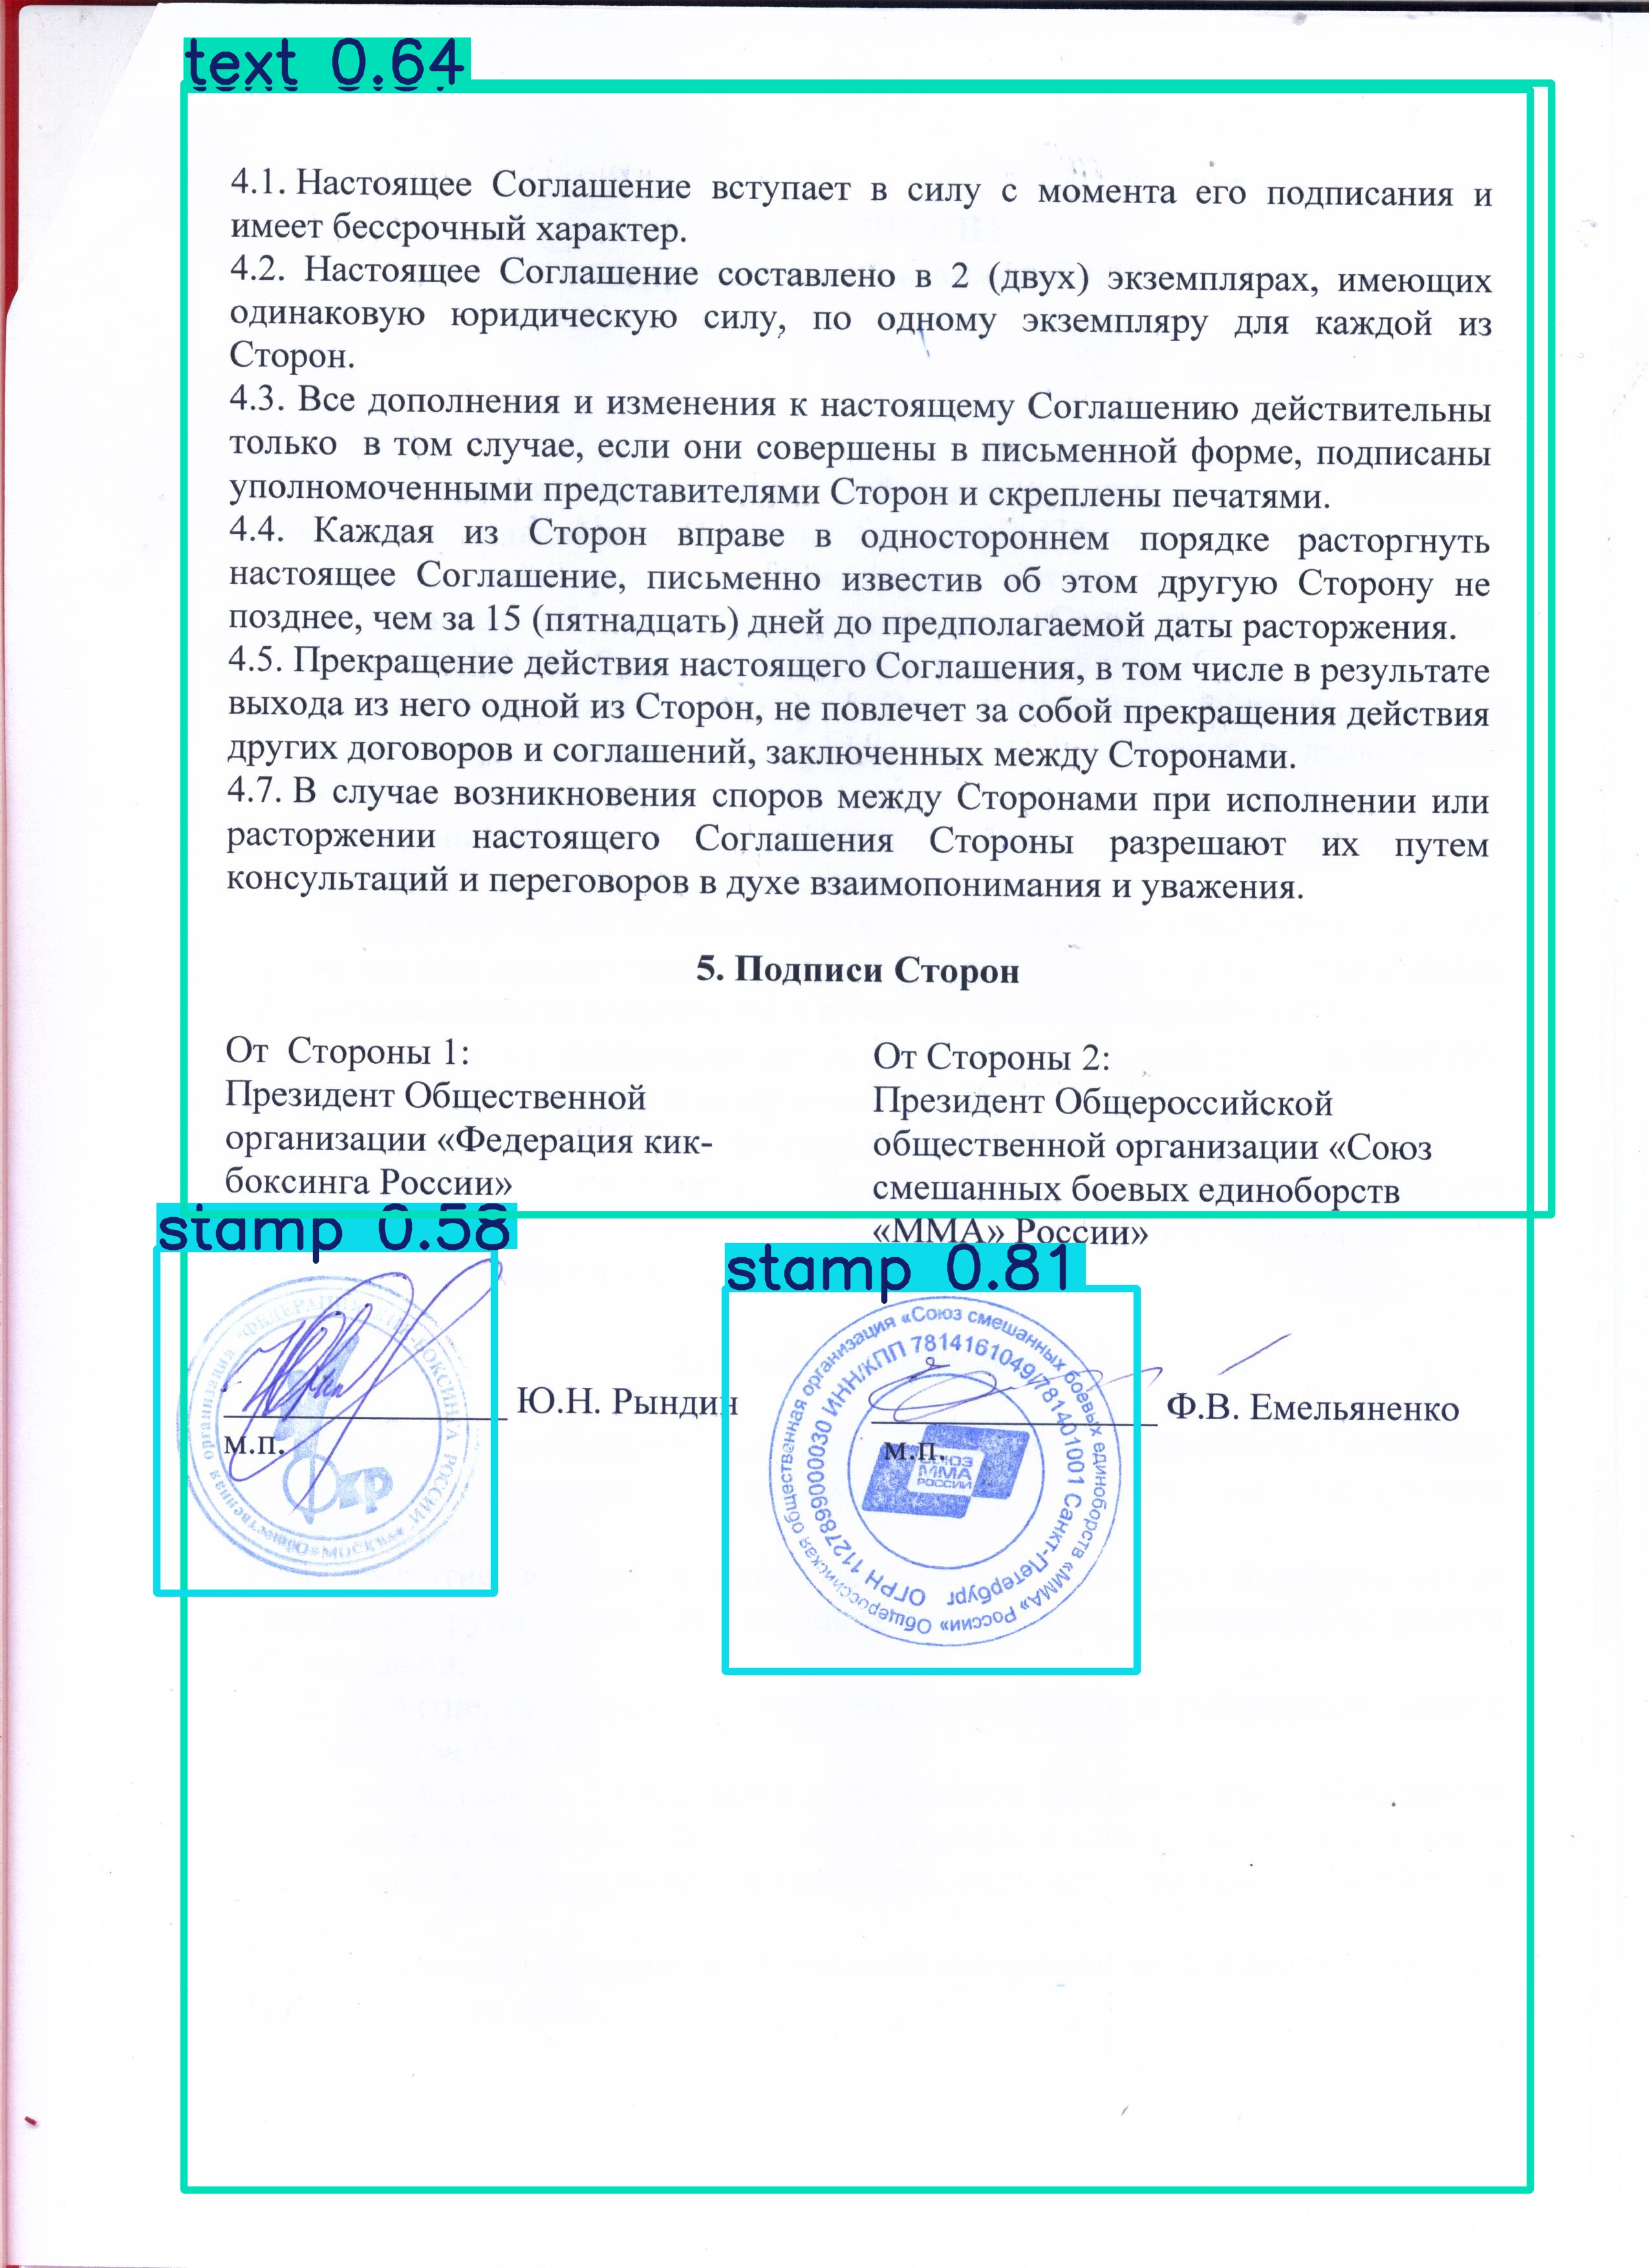 text 0.64
4.1. Настоящее Соглашение вступает в силу с момента его подписания и
имеет бессрочный характер.
4.2. Настоящее Соглашение составлено в 2 (двух) экземплярах, имеющих
одинаковую юридическую силу, по одному экземпляру для каждой из
Сторон.
4.3. Все дополнения и изменения к настоящему Соглашению действительны
только в том случае, если они совершены в письменной форме, подписаны
уполномоченными представителями Сторон и скреплены печатями.
4.4. Каждая из Сторон вправе в одностороннем порядке расторгнуть
настоящее Соглашение, письменно известив об этом другую Сторону не
позднее, чем за 15 (пятнадцать) дней до предполагаемой даты расторжения.
4.5. Прекращение действия настоящего Соглашения, в том числе в результате
выхода из него одной из Сторон, не повлечет за собой прекращения действия
других договоров и соглашений, заключенных между Сторонами.
4.7. В случае возникновения споров между Сторонами при исполнении или
расторжении настоящего Соглашения Стороны разрешают их путем
консультаций и переговоров в духе взаимопонимания и уважения.
5. Подписи Сторон
От Стороны 1:
Президент Общественной
организации «Федерация кик-
боксинга России»
stamp 0.58
Ю.Н. Рындин
м.п.
фкр
От Стороны 2:
Президент Общероссийской
общественной организации «Союз
смешанных боевых единоборств
«ММА» России»
stamp 0.81
Ф.В. Емельяненко
м.п.
Общероссийская общественная организация «Союз смешанных боевых единоборств «ММА» России»
ОГРН 1127899000030 ИНН/КПП 7814161049/781401001 Санкт-Петербург
СОЮЗ
ММА
РОССИИ